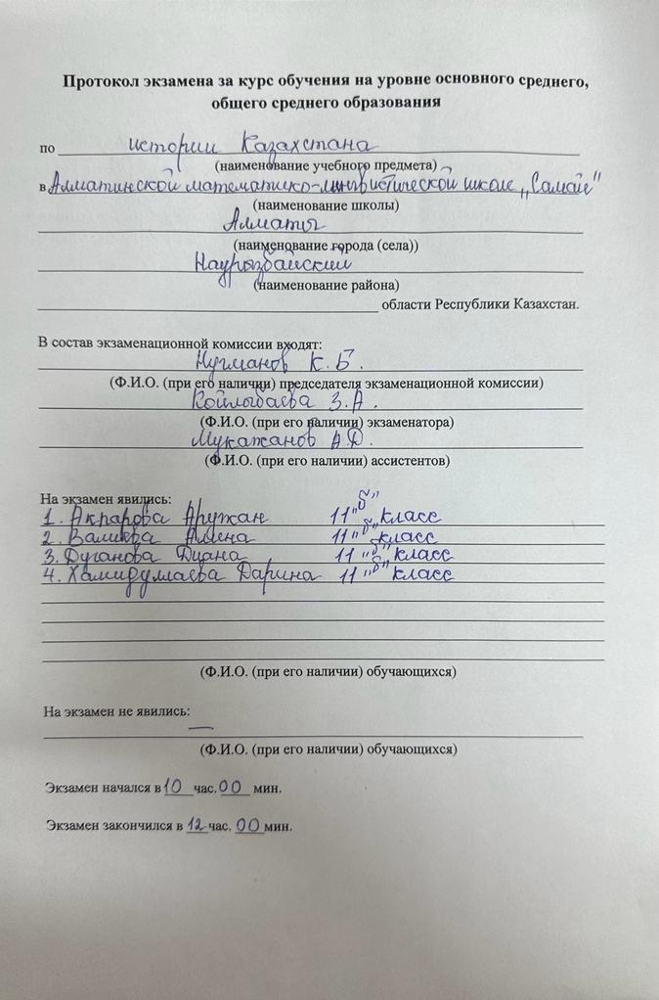 Протокол экзамена за курс обучения на уровне основного среднего,
общего среднего образования
по истории Казахстана
(наименование учебного предмета)
в Алматинской математико-лингвистической школе „Самай"
(наименование школы)
Алматы
(наименование города (села))
Наурызбайский
(наименование района)
области Республики Казахстан.
В состав экзаменационной комиссии входят:
Нугманов К.Б.
(Ф.И.О. (при его наличии) председателя экзаменационной комиссии)
Койлыбаева З.А.
(Ф.И.О. (при его наличии) экзаменатора)
Мукажанов А.Д.
(Ф.И.О. (при его наличии) ассистентов)
На экзамен явились:
1. Акпарова Аружан 11 „б" класс
2. Валиева Алина 11 „б" класс
3. Дуганова Диана 11 „б" класс
4. Хамидуллаева Дарина 11 „б" класс
(Ф.И.О. (при его наличии) обучающихся)
На экзамен не явились:
—
(Ф.И.О. (при его наличии) обучающихся)
Экзамен начался в 10 час. 00 мин.
Экзамен закончился в 12 час. 00 мин.